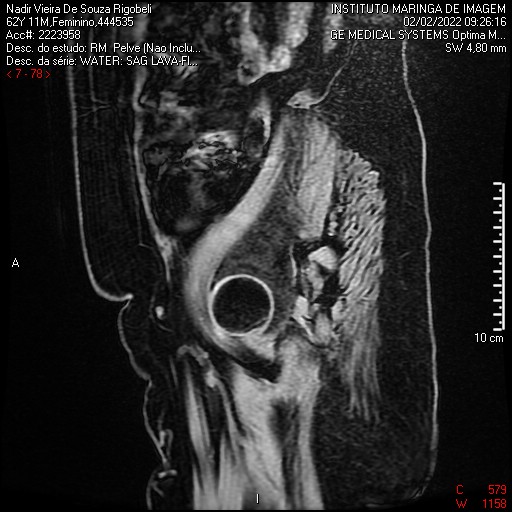 Nadir Vieira De Souza Rigobeli
62Y 11M,Feminino,444535
Acc#: 2223958
Desc. do estudo: RM  Pelvé (Nao Inclu...
Desc. da série: WATER: SAG LAVA-Fl...
< 7 - 78 >
INSTITUTO MARINGA DE IMAGEM
02/02/2022 09:26:16
GE MEDICAL SYSTEMS Optima M...
SW 4,80 mm
A
10 cm
I
C 579
W 1158